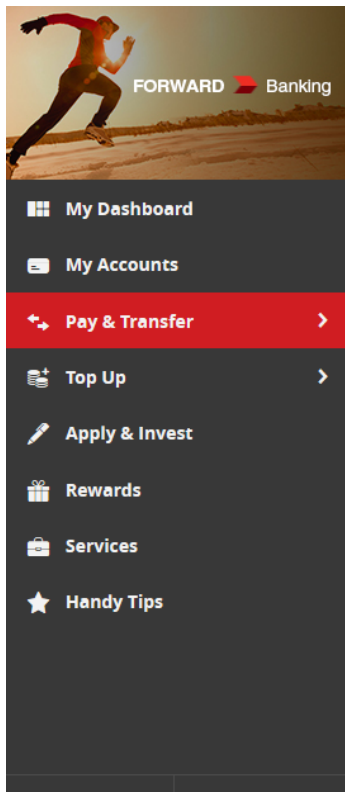 FORWARD Banking
My Dashboard
My Accounts
Pay & Transfer
Top Up
Apply & Invest
Rewards
Services
Handy Tips